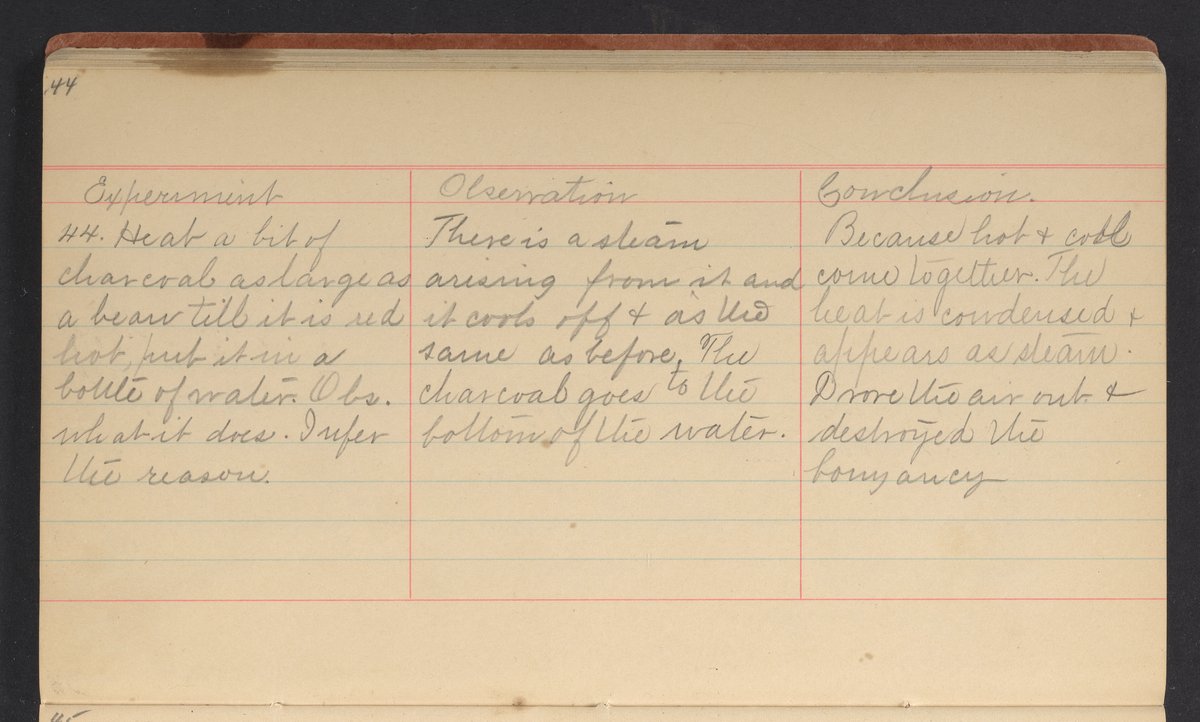 44
Experiment
44. Heat a bit of
charcoal as large as
a bean till it is red
hot, put it in a
bottle of water. Obs.
what it does. Infer
the reason.
Observation
There is a steam
arising from it and
it cools off & is the
same as before. The
charcoal goes to the
bottom of the water.
Conclusion.
Because hot & cold
come together. The
heat is condensed &
appears as steam.
Drove the air out &
destroyed the
bouyancy
45